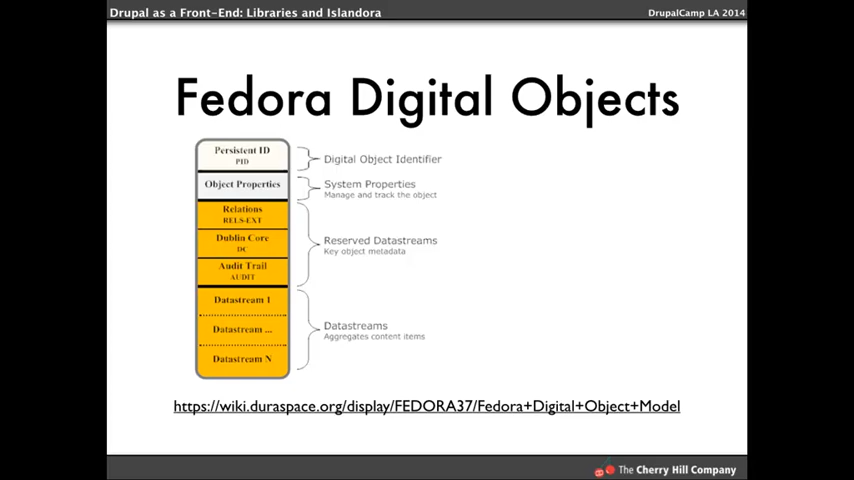 Drupal as a Front-End: Libraries and Islandora
DrupalCamp LA 2014
Fedora Digital Objects
Persistent ID
PID
Digital Object Identifier
Object Properties
System Properties
Manage and track the object
Relations
RELS-EXT
Dublin Core
DC
Audit Trail
AUDIT
Reserved Datastreams
Key object metadata
Datastream 1
Datastream ...
Datastream N
Datastreams
Aggregates content items
https://wiki.duraspace.org/display/FEDORA37/Fedora+Digital+Object+Model
The Cherry Hill Company